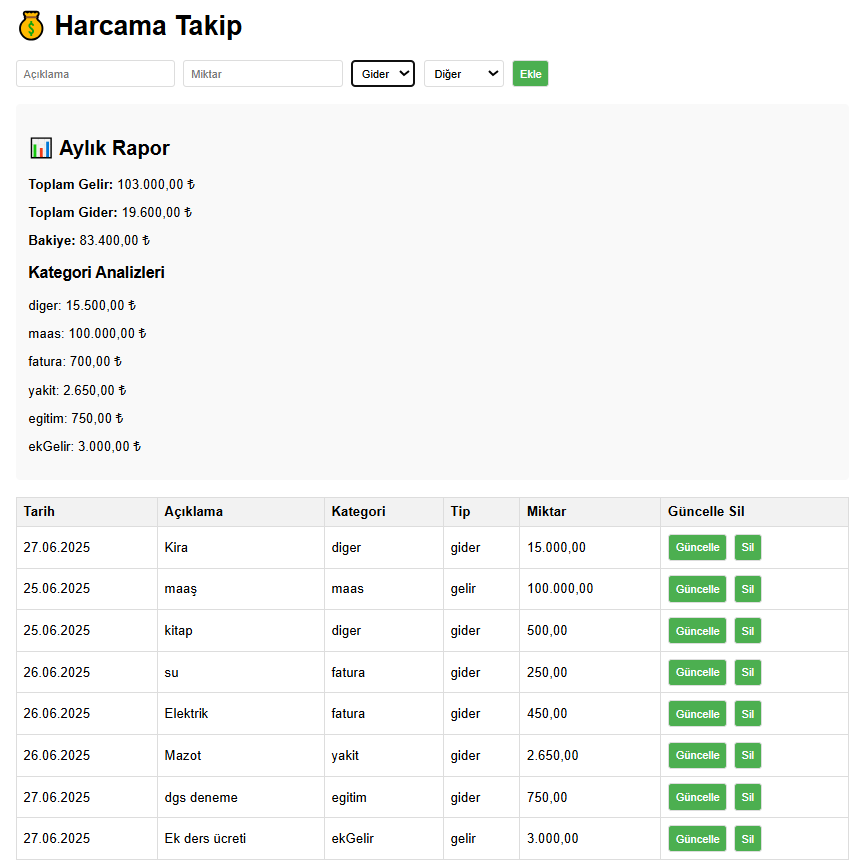 Harcama Takip
Açıklama Miktar Gider Diğer Ekle
Aylık Rapor
Toplam Gelir: 103.000,00 ₺
Toplam Gider: 19.600,00 ₺
Bakiye: 83.400,00 ₺
Kategori Analizleri
diger: 15.500,00 ₺
maas: 100.000,00 ₺
fatura: 700,00 ₺
yakit: 2.650,00 ₺
egitim: 750,00 ₺
ekGelir: 3.000,00 ₺
Tarih Açıklama Kategori Tip Miktar Güncelle Sil
27.06.2025 Kira diger gider 15.000,00 Güncelle Sil
25.06.2025 maaş maas gelir 100.000,00 Güncelle Sil
25.06.2025 kitap diger gider 500,00 Güncelle Sil
26.06.2025 su fatura gider 250,00 Güncelle Sil
26.06.2025 Elektrik fatura gider 450,00 Güncelle Sil
26.06.2025 Mazot yakit gider 2.650,00 Güncelle Sil
27.06.2025 dgs deneme egitim gider 750,00 Güncelle Sil
27.06.2025 Ek ders ücreti ekGelir gelir 3.000,00 Güncelle Sil